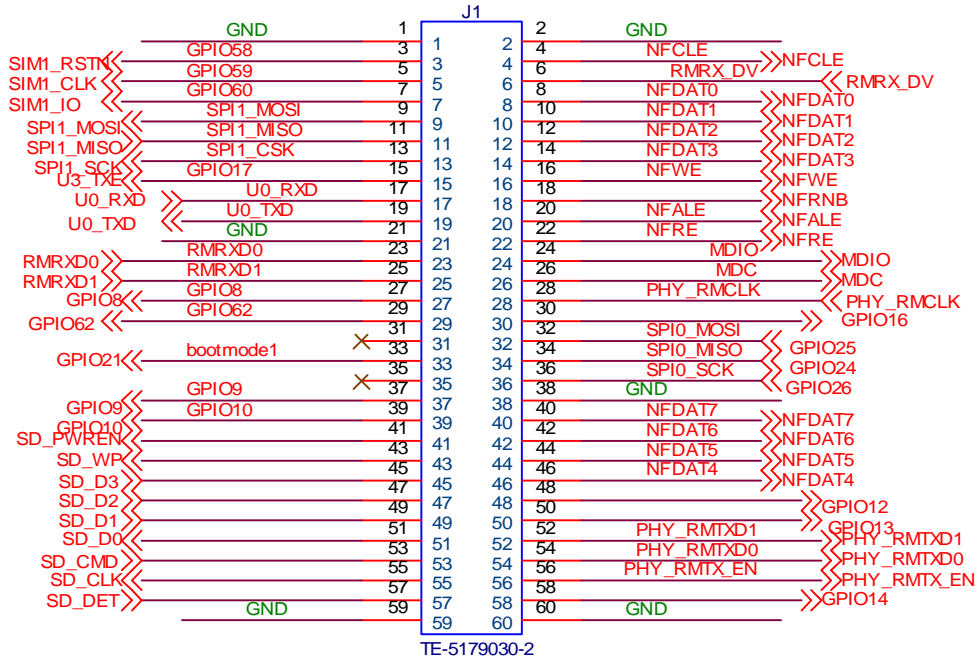 J1
1 GND 2 GND
SIM1_RSTN GPIO58 3 1 2 4 NFCLE NFCLE
SIM1_CLK GPIO59 5 3 4 6 RMRX_DV RMRX_DV
SIM1_IO GPIO60 7 5 6 8 NFDAT0 NFDAT0
SPI1_MOSI SPI1_MOSI 9 7 8 10 NFDAT1 NFDAT1
SPI1_MISO SPI1_MISO 11 9 10 12 NFDAT2 NFDAT2
SPI1_SCK SPI1_CSK 13 11 12 14 NFDAT3 NFDAT3
U3_TXE GPIO17 15 13 14 16 NFWE NFWE
U0_RXD U0_RXD 17 15 16 18 NFRNB
U0_TXD U0_TXD 19 17 18 20 NFALE NFALE
GND 21 19 20 22 NFRE NFRE
RMRXD0 RMRXD0 23 21 22 24 MDIO MDIO
RMRXD1 RMRXD1 25 23 24 26 MDC MDC
GPIO8 GPIO8 27 25 26 28 PHY_RMCLK PHY_RMCLK
GPIO62 GPIO62 29 27 28 30 GPIO16
31 29 30 32 SPI0_MOSI GPIO25
GPIO21 bootmode1 33 31 32 34 SPI0_MISO GPIO24
35 33 34 36 SPI0_SCK GPIO26
GPIO9 GPIO9 37 35 36 38 GND
GPIO10 GPIO10 39 37 38 40 NFDAT7 NFDAT7
SD_PWREN 41 39 40 42 NFDAT6 NFDAT6
SD_WP 43 41 42 44 NFDAT5 NFDAT5
SD_D3 45 43 44 46 NFDAT4 NFDAT4
SD_D2 47 45 46 48 GPIO12
SD_D1 49 47 48 50 GPIO13
SD_D0 51 49 50 52 PHY_RMTXD1 PHY_RMTXD1
SD_CMD 53 51 52 54 PHY_RMTXD0 PHY_RMTXD0
SD_CLK 55 53 54 56 PHY_RMTX_EN PHY_RMTX_EN
SD_DET 57 55 56 58 GPIO14
GND 59 57 58 60 GND
59 60
TE-5179030-2